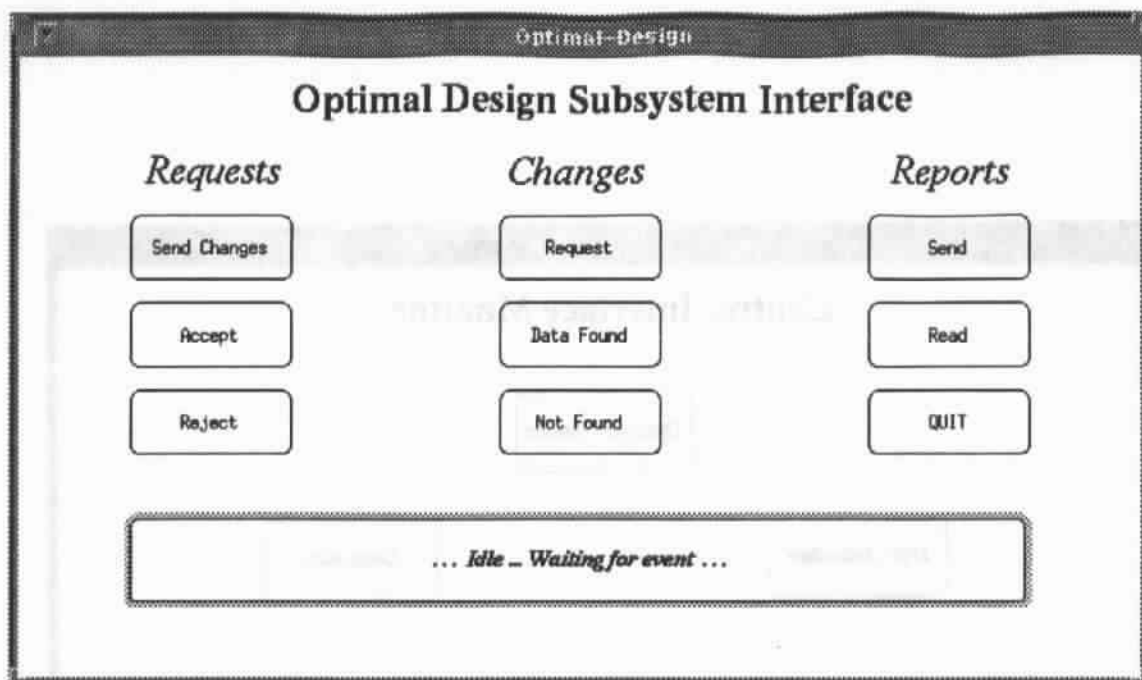 Optimal-Design
Optimal Design Subsystem Interface
Requests Changes Reports
Send Changes Request Send
Accept Data Found Read
Reject Not Found QUIT
... Idle ... Waiting for event ...